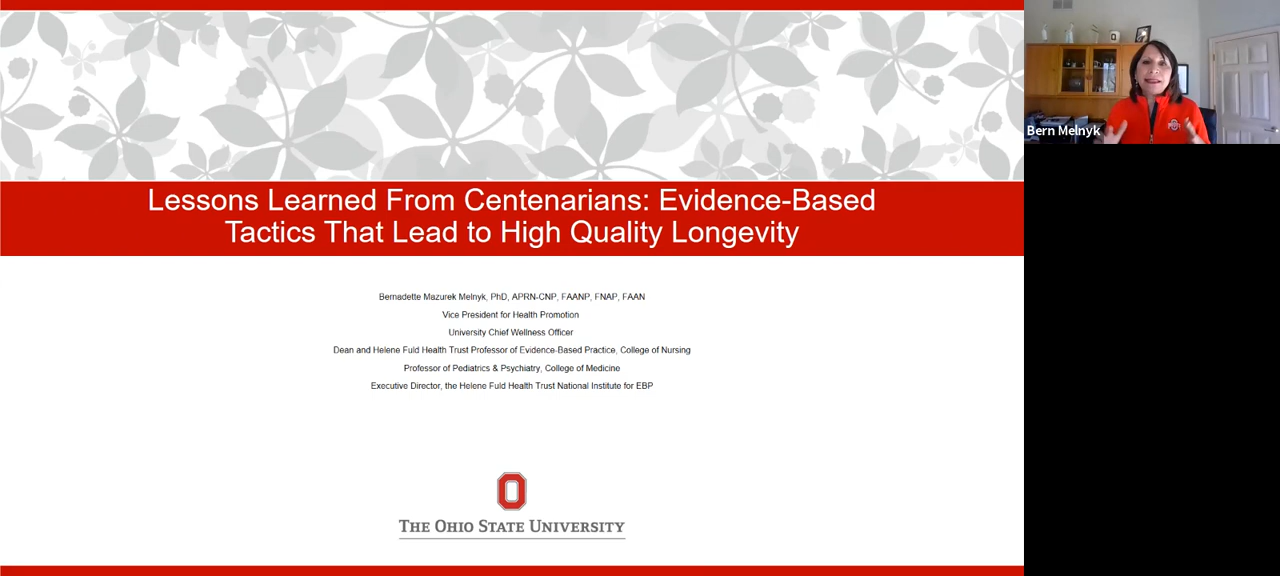 Lessons Learned From Centenarians: Evidence-Based
Tactics That Lead to High Quality Longevity
Bernadette Mazurek Melnyk, PhD, APRN-CNP, FAANP, FNAP, FAAN
Vice President for Health Promotion
University Chief Wellness Officer
Dean and Helene Fuld Health Trust Professor of Evidence-Based Practice, College of Nursing
Professor of Pediatrics & Psychiatry, College of Medicine
Executive Director, the Helene Fuld Health Trust National Institute for EBP
THE OHIO STATE UNIVERSITY
Bern Melnyk